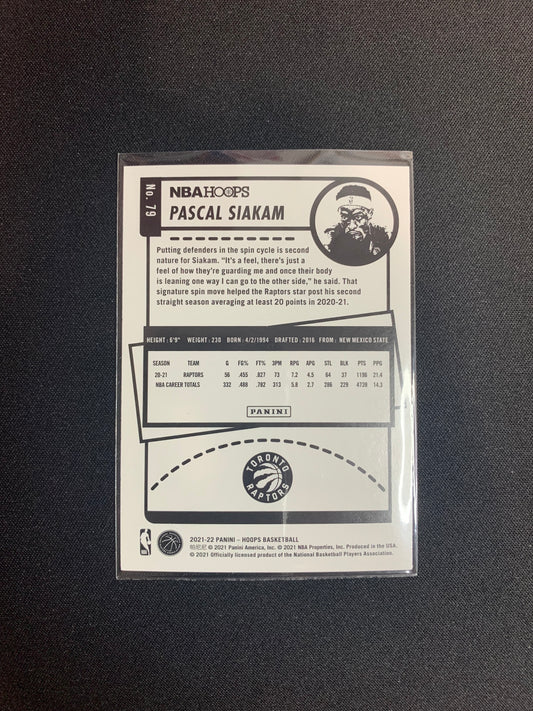 No. 79
NBA HOOPS
PASCAL SIAKAM
Putting defenders in the spin cycle is second
nature for Siakam. “It’s a feel, there’s just a
feel of how they’re guarding me and once their body
is leaning one way I can go to the other side,” he said. That
signature spin move helped the Raptors star post his second
straight season averaging at least 20 points in 2020-21.
HEIGHT: 6'9" WEIGHT: 230 BORN: 4/2/1994 DRAFTED: 2016 FROM: NEW MEXICO STATE
SEASON TEAM G FG% FT% 3PM RPG APG STL BLK PTS PPG
20-21 RAPTORS 56 .455 .827 73 7.2 4.5 64 37 1196 21.4
NBA CAREER TOTALS 332 .488 .782 313 5.8 2.7 286 229 4739 14.3
PANINI
TORONTO
RAPTORS
2021-22 PANINI – HOOPS BASKETBALL
帕尼尼 © 2021 Panini America, Inc. © 2021 NBA Properties, Inc. Produced in the USA.
© 2021 Officially licensed product of the National Basketball Players Association.